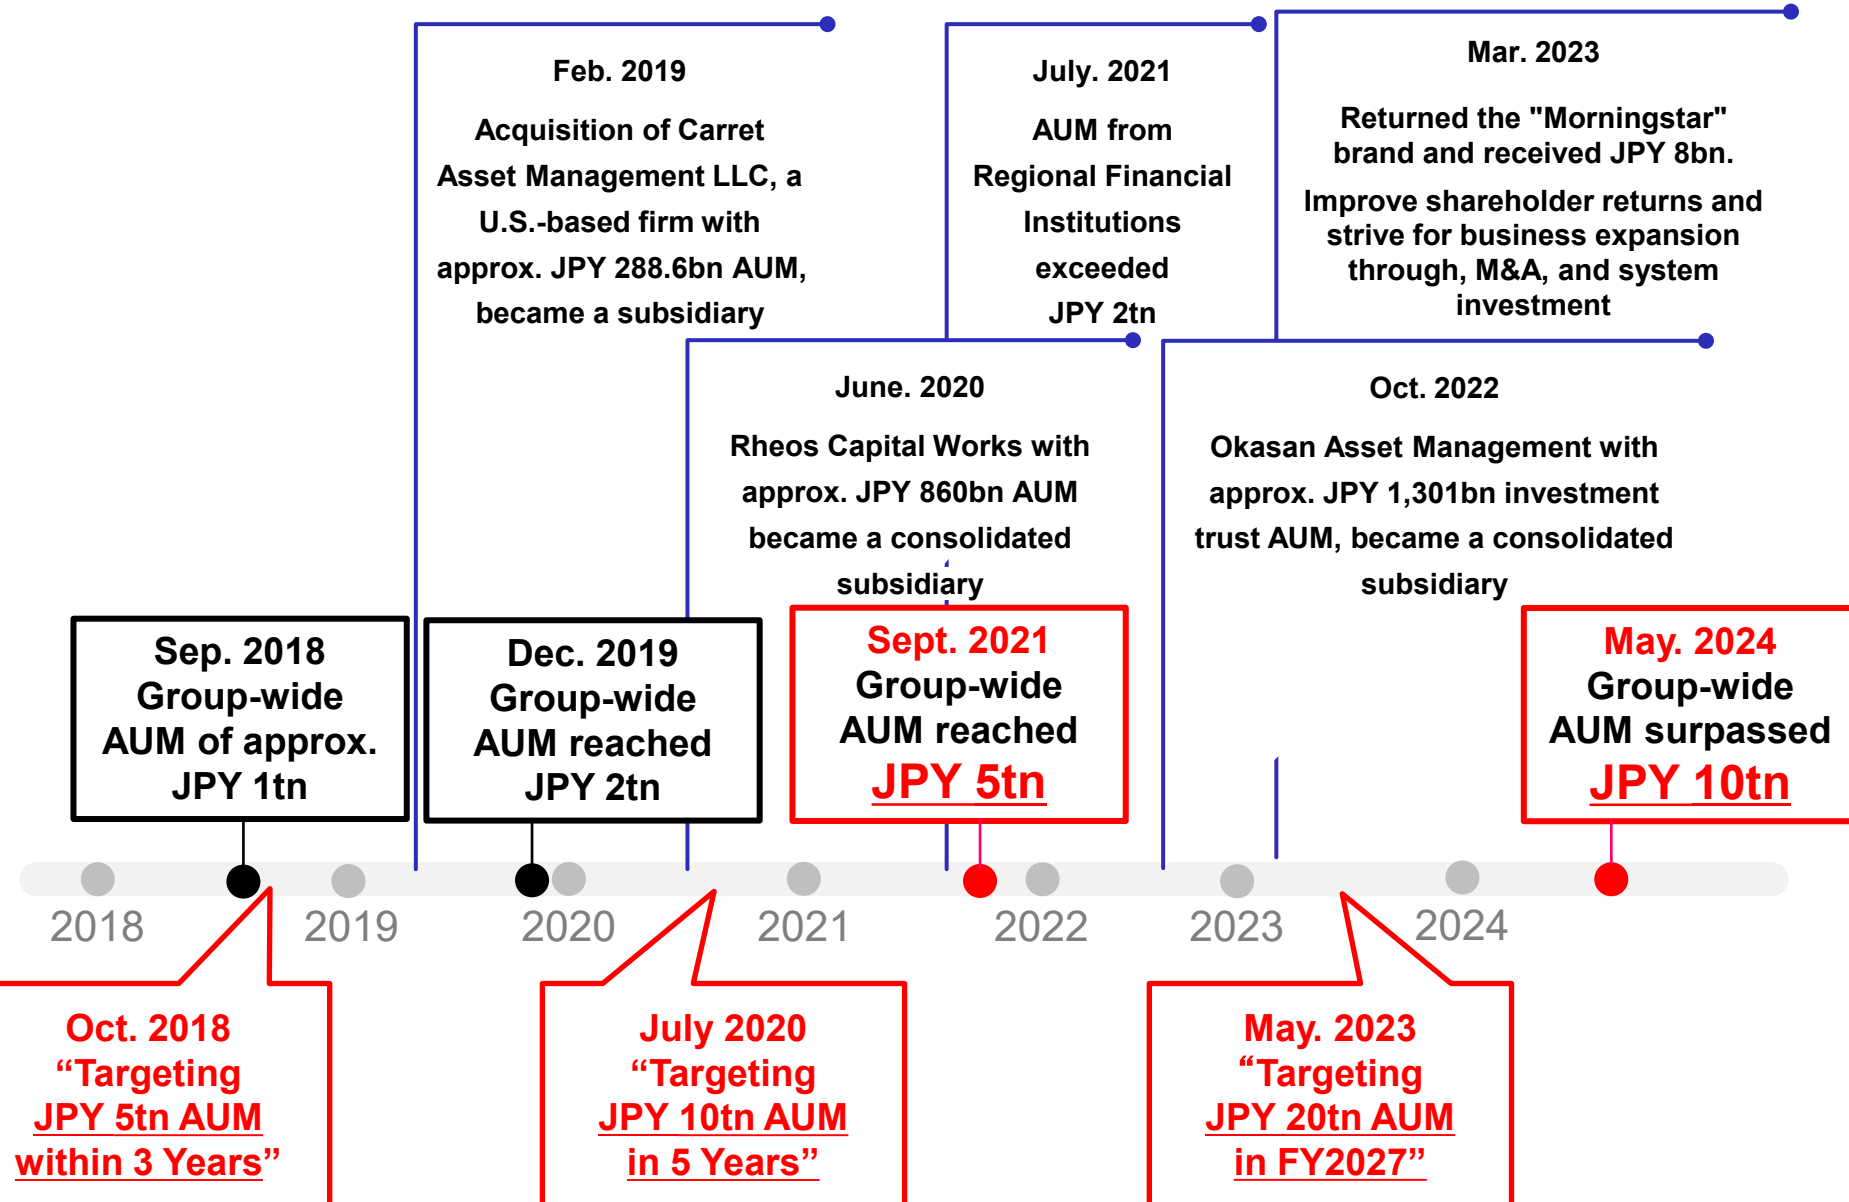 Feb. 2019
Acquisition of Carret
Asset Management LLC, a
U.S.-based firm with
approx. JPY 288.6bn AUM,
became a subsidiary
July. 2021
AUM from
Regional Financial
Institutions
exceeded
JPY 2tn
Mar. 2023
Returned the "Morningstar"
brand and received JPY 8bn.
Improve shareholder returns and
strive for business expansion
through, M&A, and system
investment
June. 2020
Rheos Capital Works with
approx. JPY 860bn AUM
became a consolidated
subsidiary
Oct. 2022
Okasan Asset Management with
approx. JPY 1,301bn investment
trust AUM, became a consolidated
subsidiary
Sep. 2018
Group-wide
AUM of approx.
JPY 1tn
Dec. 2019
Group-wide
AUM reached
JPY 2tn
Sept. 2021
Group-wide
AUM reached
JPY 5tn
May. 2024
Group-wide
AUM surpassed
JPY 10tn
2018
2019
2020
2021
2022
2023
2024
Oct. 2018
“Targeting
JPY 5tn AUM
within 3 Years”
July 2020
“Targeting
JPY 10tn AUM
in 5 Years”
May. 2023
“Targeting
JPY 20tn AUM
in FY2027”